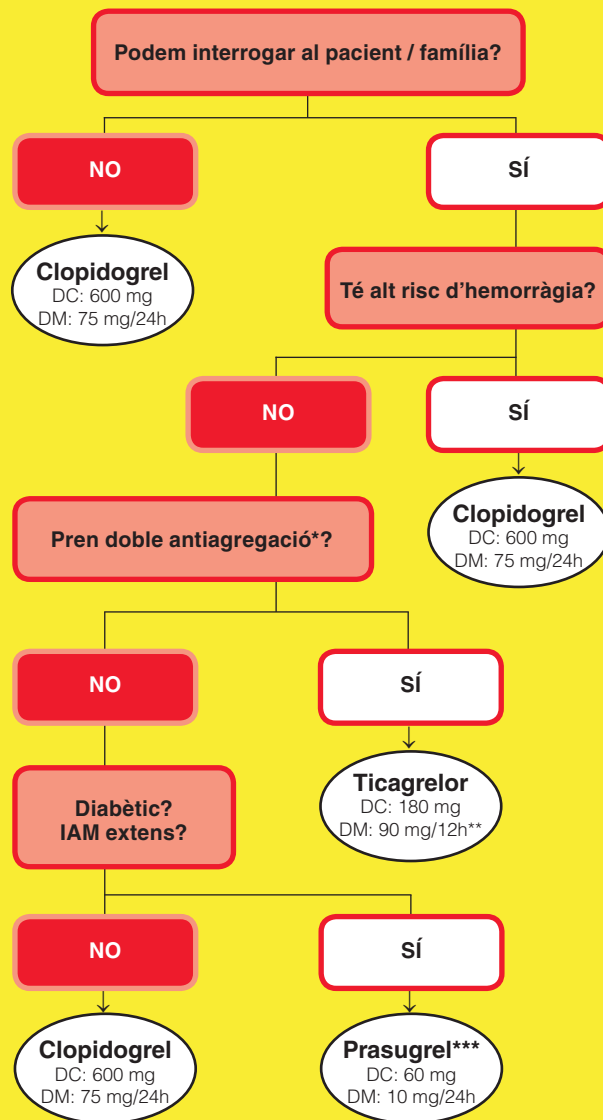 Podem interrogar al pacient / família?
NO
SÍ
Clopidogrel
DC: 600 mg
DM: 75 mg/24h
Té alt risc d'hemorràgia?
NO
SÍ
Clopidogrel
DC: 600 mg
DM: 75 mg/24h
Pren doble antiagregació*?
NO
SÍ
Ticagrelor
DC: 180 mg
DM: 90 mg/12h**
Diabètic?
IAM extens?
NO
SÍ
Clopidogrel
DC: 600 mg
DM: 75 mg/24h
Prasugrel***
DC: 60 mg
DM: 10 mg/24h